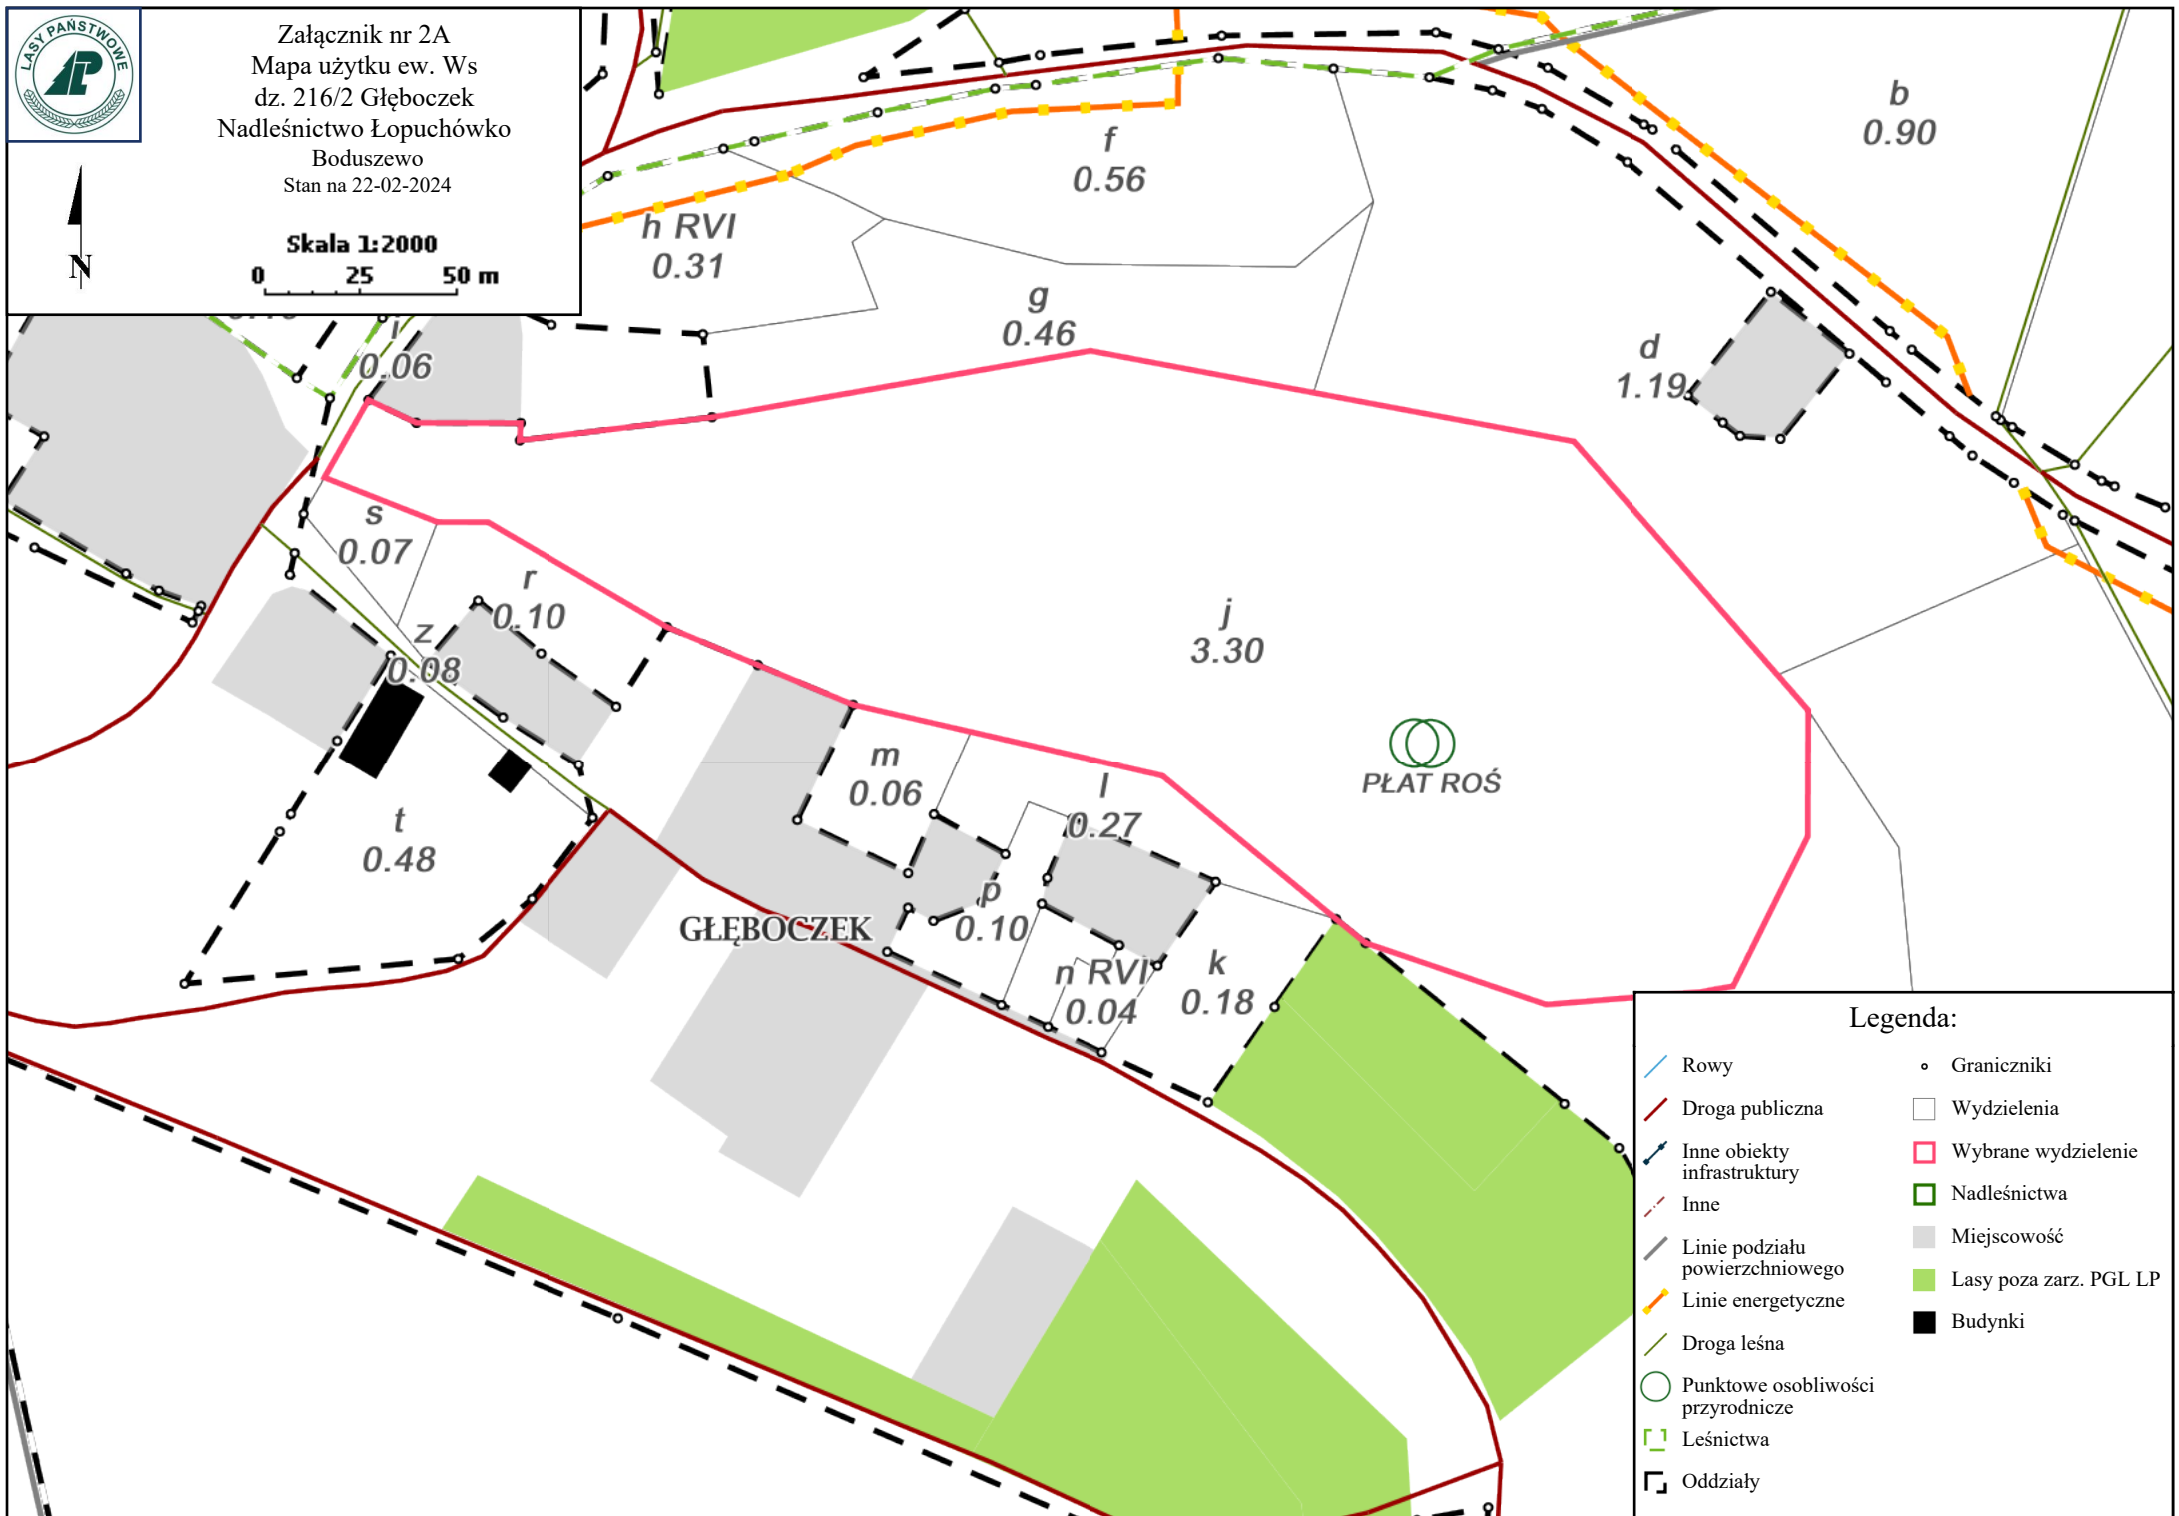 LASY PAŃSTWOWE
LP
Załącznik nr 2A
Mapa użytku ew. Ws
dz. 216/2 Głęboczek
Nadleśnictwo Łopuchówko
Boduszewo
Stan na 22-02-2024
N
Skala 1:2000
0 25 50 m
b
0.90
f
0.56
h RVI
0.31
g
0.46
d
1.19
i
0.06
s
0.07
r
0.10
z
0.08
j
3.30
PŁAT ROŚ
m
0.06
l
0.27
t
0.48
p
0.10
GŁĘBOCZEK
n RVI
0.04
k
0.18
Legenda:
Rowy
Droga publiczna
Inne obiekty
infrastruktury
Inne
Linie podziału
powierzchniowego
Linie energetyczne
Droga leśna
Punktowe osobliwości
przyrodnicze
Leśnictwa
Oddziały
Graniczniki
Wydzielenia
Wybrane wydzielenie
Nadleśnictwa
Miejscowość
Lasy poza zarz. PGL LP
Budynki